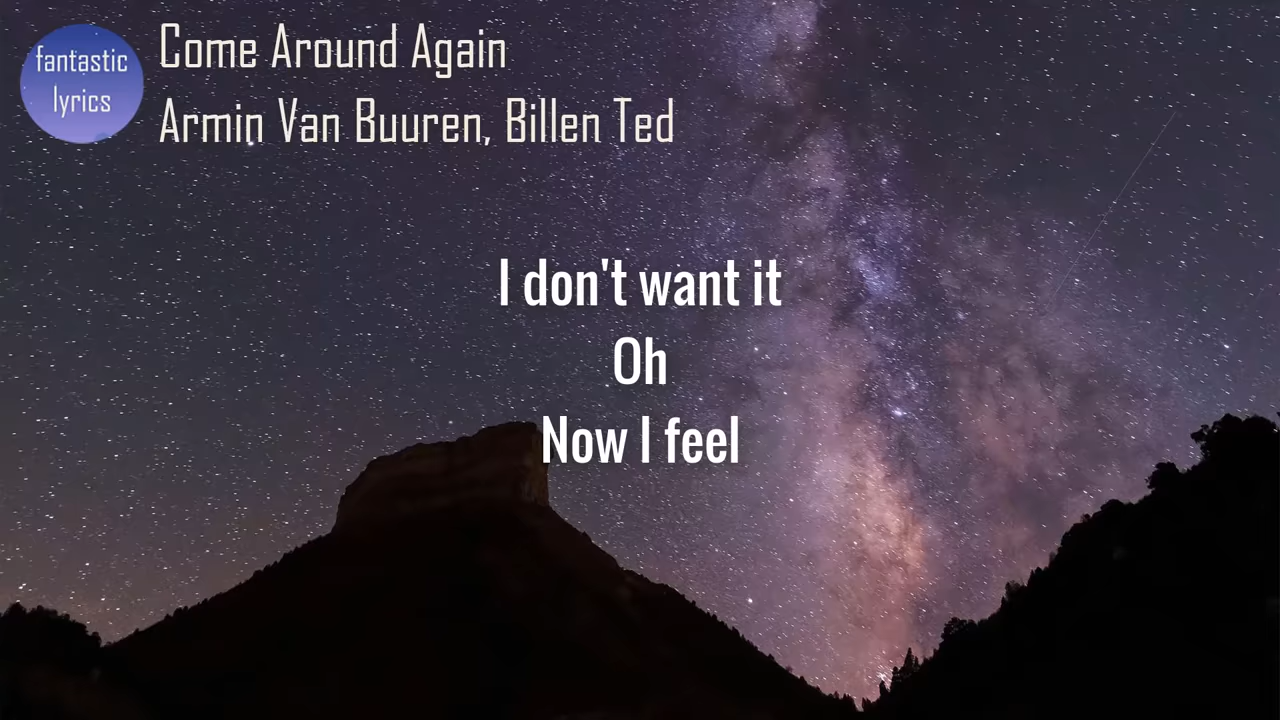 fantastic
lyrics
Come Around Again
Armin Van Buuren, Billen Ted
I don't want it
Oh
Now I feel